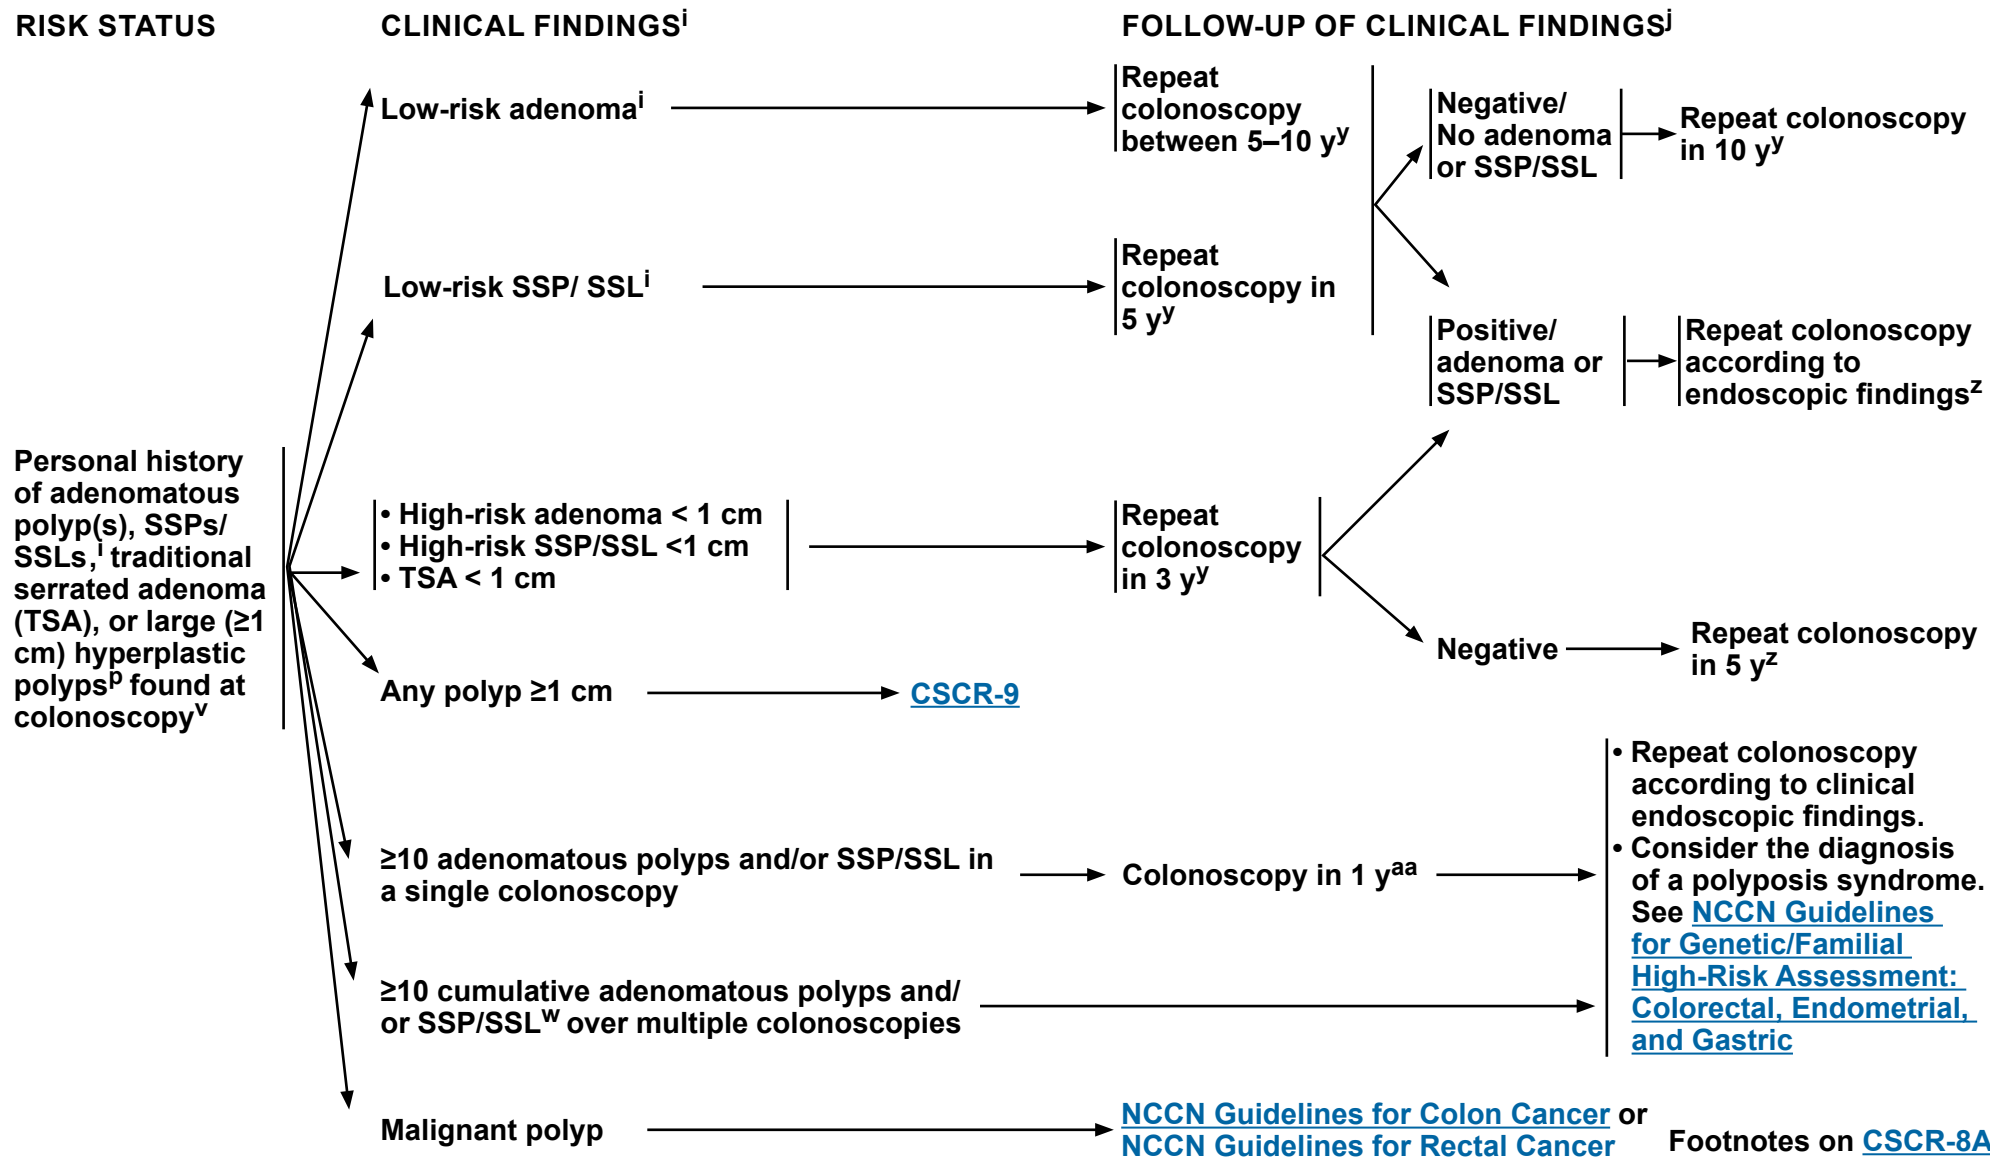 RISK STATUS
CLINICAL FINDINGSⁱ
FOLLOW-UP OF CLINICAL FINDINGSʲ
Personal history
of adenomatous
polyp(s), SSPs/
SSLs,ⁱ traditional
serrated adenoma
(TSA), or large (≥1
cm) hyperplastic
polypsᵖ found at
colonoscopyᵛ
Low-risk adenomaⁱ
Repeat
colonoscopy
between 5–10 yʸ
Negative/
No adenoma
or SSP/SSL
Repeat colonoscopy
in 10 yʸ
Low-risk SSP/ SSLⁱ
Repeat
colonoscopy in
5 yʸ
Positive/
adenoma or
SSP/SSL
Repeat colonoscopy
according to
endoscopic findingsᶻ
• High-risk adenoma < 1 cm
• High-risk SSP/SSL <1 cm
• TSA < 1 cm
Repeat
colonoscopy
in 3 yʸ
Negative
Repeat colonoscopy
in 5 yᶻ
Any polyp ≥1 cm
CSCR-9
≥10 adenomatous polyps and/or SSP/SSL in
a single colonoscopy
Colonoscopy in 1 yᵃᵃ
• Repeat colonoscopy
according to clinical
endoscopic findings.
• Consider the diagnosis
of a polyposis syndrome.
See NCCN Guidelines
for Genetic/Familial
High-Risk Assessment:
Colorectal, Endometrial,
and Gastric
≥10 cumulative adenomatous polyps and/
or SSP/SSLʷ over multiple colonoscopies
Malignant polyp
NCCN Guidelines for Colon Cancer or
NCCN Guidelines for Rectal Cancer
Footnotes on CSCR-8A